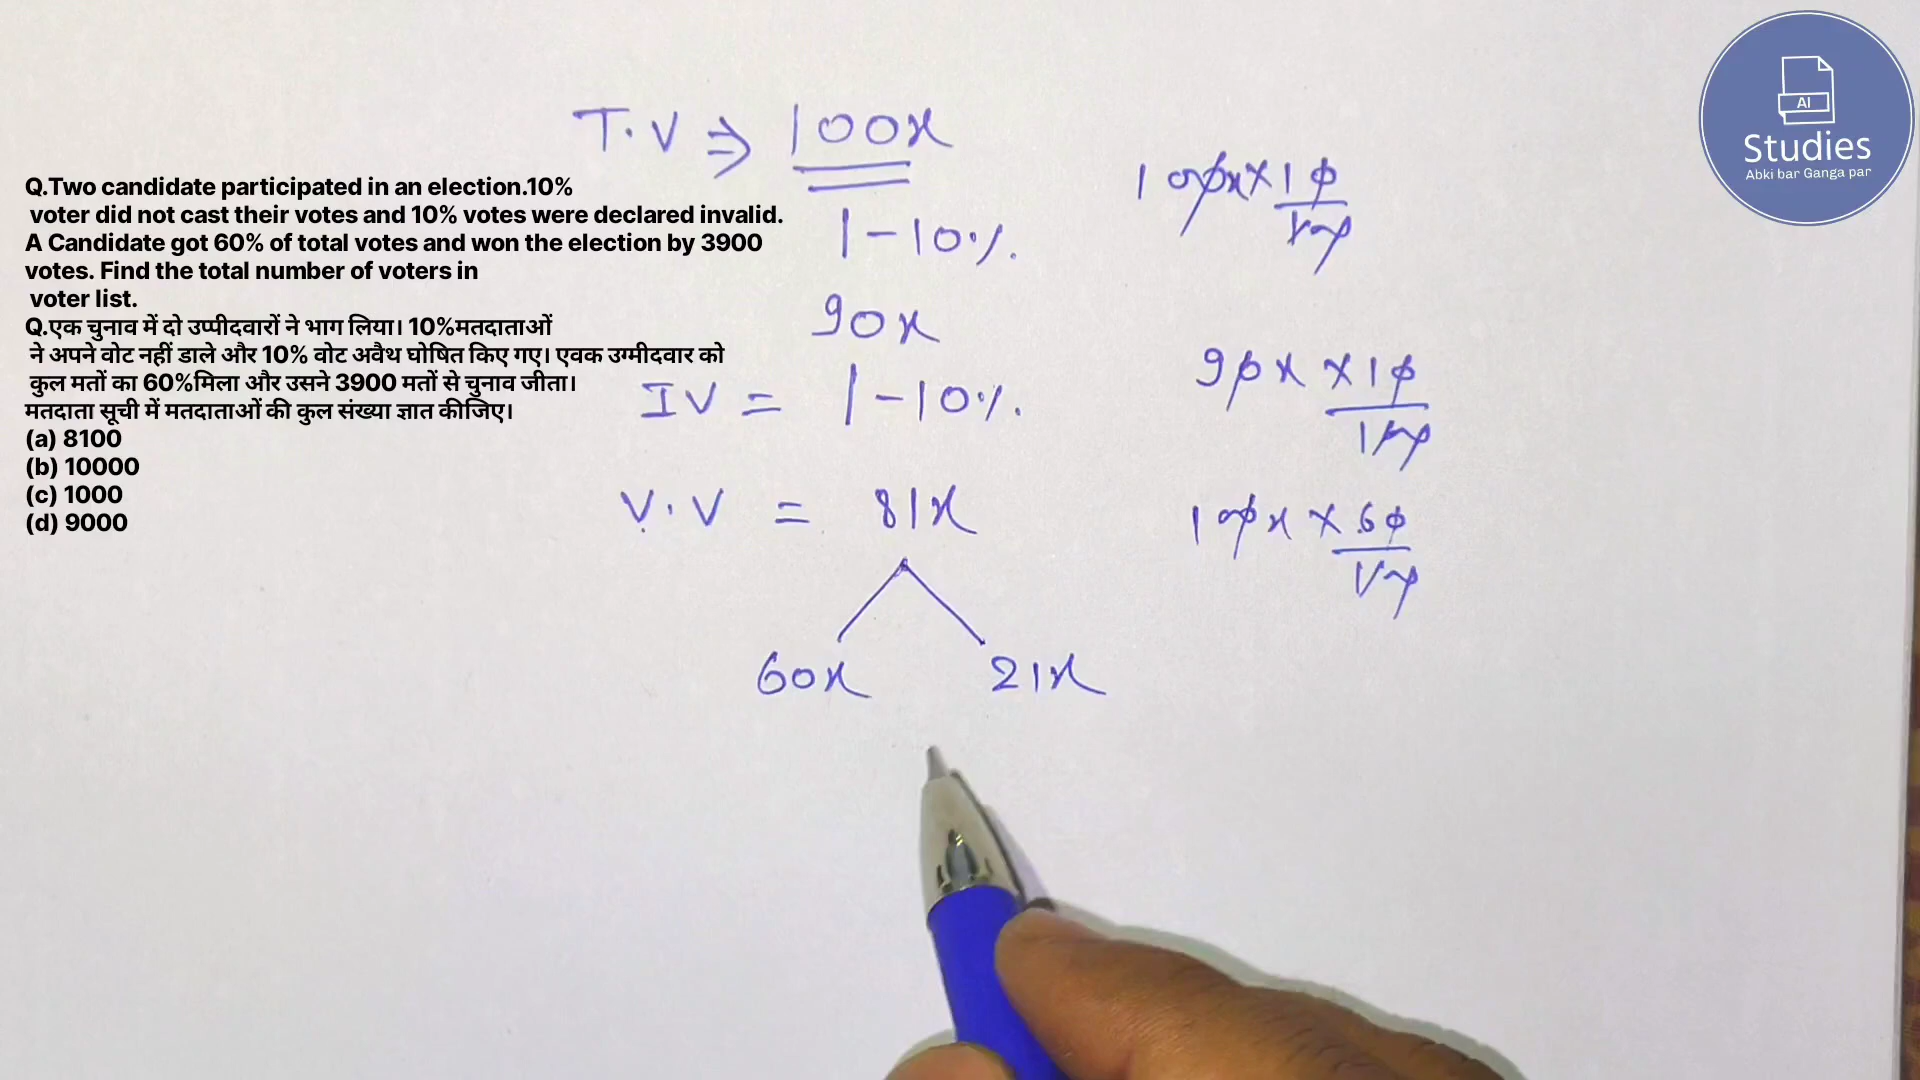 T.V ⇒ 100x
Q.Two candidate participated in an election.10%
voter did not cast their votes and 10% votes were declared invalid.
A Candidate got 60% of total votes and won the election by 3900
votes. Find the total number of voters in
voter list.
Q.एक चुनाव में दो उप्पीदवारों ने भाग लिया। 10%मतदाताओं
ने अपने वोट नहीं डाले और 10% वोट अवैथ घोषित किए गए। एवक उग्मीदवार को
कुल मतों का 60%मिला और उसने 3900 मतों से चुनाव जीता।
मतदाता सूची में मतदाताओं की कुल संख्या ज्ञात कीजिए।
(a) 8100
(b) 10000
(c) 1000
(d) 9000
|-10%.
90x
IV = |-10%.
V.V = 81x
60x 21x
100x×10
100
90x×10
100
100x×60
100
AI
Studies
Abki bar Ganga par